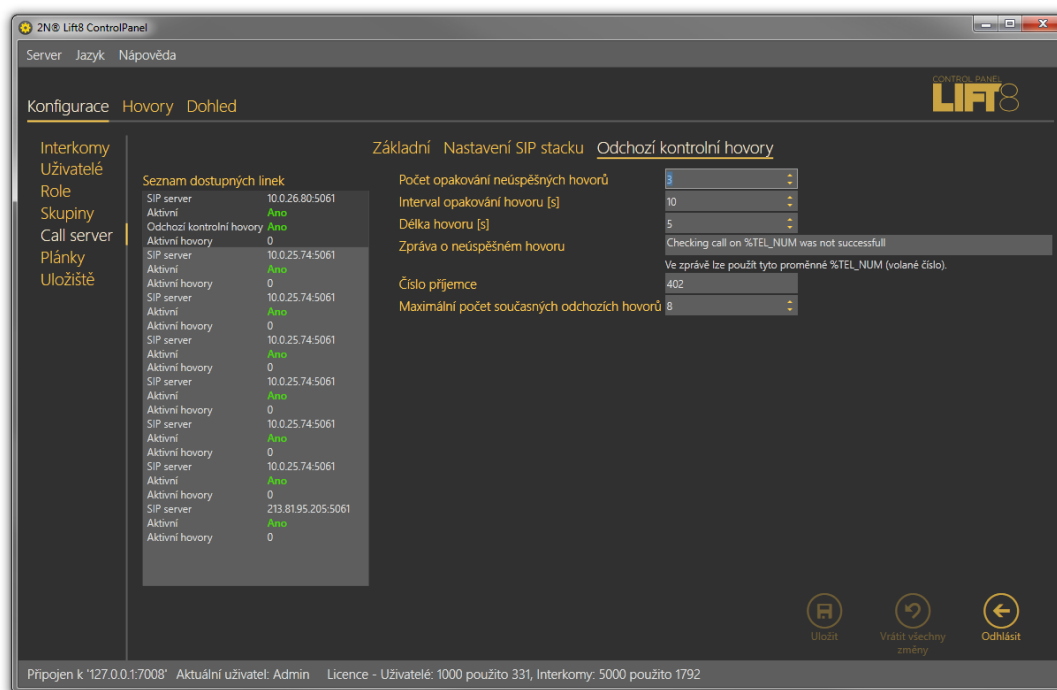 2N® Lift8 ControlPanel
Server Jazyk Nápověda
Konfigurace Hovory Dohled
CONTROL PANEL
LIFT8
Interkomy
Uživatelé
Role
Skupiny
Call server
Plánky
Uložiště
Základní Nastavení SIP stacku Odchozí kontrolní hovory
Seznam dostupných linek
SIP server 10.0.26.80:5061
Aktivní Ano
Odchozí kontrolní hovory Ano
Aktivní hovory 0
SIP server 10.0.25.74:5061
Aktivní Ano
Aktivní hovory 0
SIP server 10.0.25.74:5061
Aktivní Ano
Aktivní hovory 0
SIP server 10.0.25.74:5061
Aktivní Ano
Aktivní hovory 0
SIP server 10.0.25.74:5061
Aktivní Ano
Aktivní hovory 0
SIP server 10.0.25.74:5061
Aktivní Ano
Aktivní hovory 0
SIP server 10.0.25.74:5061
Aktivní Ano
Aktivní hovory 0
SIP server 213.81.95.205:5061
Aktivní Ano
Aktivní hovory 0
Počet opakování neúspěšných hovorů 3
Interval opakování hovoru [s] 10
Délka hovoru [s] 5
Zpráva o neúspěšném hovoru Checking call on %TEL_NUM was not successfull
Ve zprávě lze použít tyto proměnné %TEL_NUM (volané číslo).
Číslo příjemce 402
Maximální počet současných odchozích hovorů 8
Uložit
Vrátit všechny
změny
Odhlásit
Připojen k '127.0.0.1:7008' Aktuální uživatel: Admin Licence - Uživatelé: 1000 použito 331, Interkomy: 5000 použito 1792